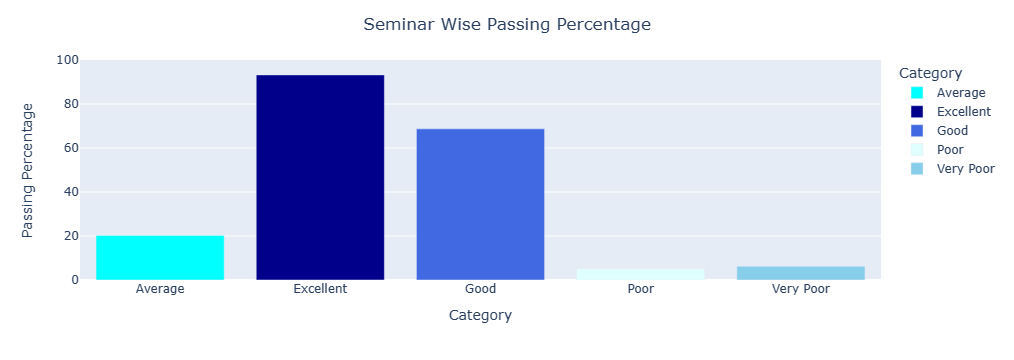 Seminar Wise Passing Percentage
Passing Percentage
100
80
60
40
20
0
Average Excellent Good Poor Very Poor
Category
Category
Average
Excellent
Good
Poor
Very Poor